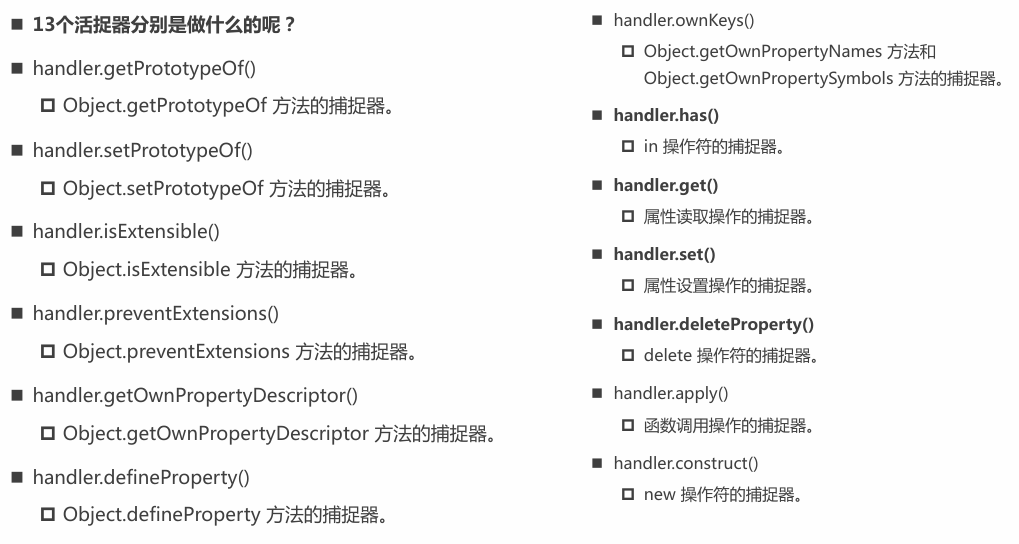 13个活捉器分别是做什么的呢？
handler.getPrototypeOf()
Object.getPrototypeOf 方法的捕捉器。
handler.setPrototypeOf()
Object.setPrototypeOf 方法的捕捉器。
handler.isExtensible()
Object.isExtensible 方法的捕捉器。
handler.preventExtensions()
Object.preventExtensions 方法的捕捉器。
handler.getOwnPropertyDescriptor()
Object.getOwnPropertyDescriptor 方法的捕捉器。
handler.defineProperty()
Object.defineProperty 方法的捕捉器。
handler.ownKeys()
Object.getOwnPropertyNames 方法和
Object.getOwnPropertySymbols 方法的捕捉器。
handler.has()
in 操作符的捕捉器。
handler.get()
属性读取操作的捕捉器。
handler.set()
属性设置操作的捕捉器。
handler.deleteProperty()
delete 操作符的捕捉器。
handler.apply()
函数调用操作的捕捉器。
handler.construct()
new 操作符的捕捉器。